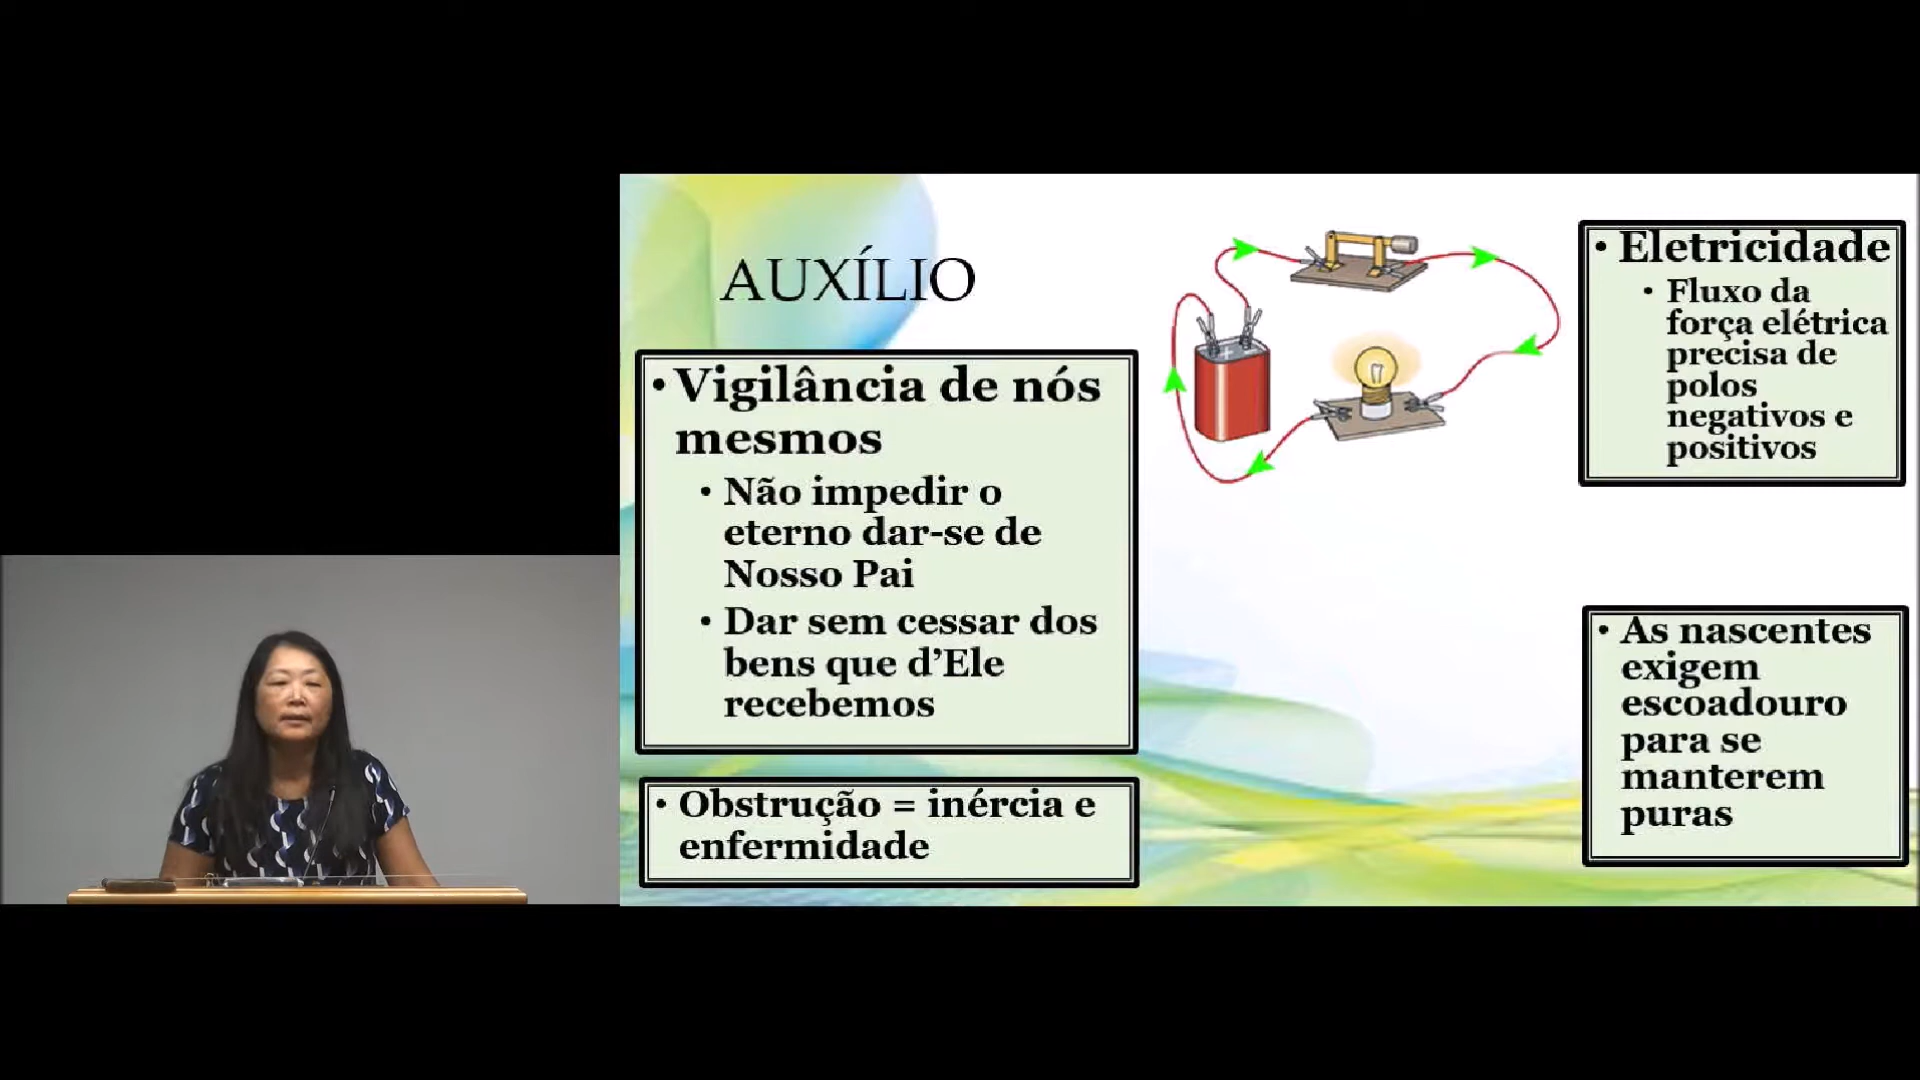 AUXÍLIO
• Vigilância de nós
mesmos
• Não impedir o
eterno dar-se de
Nosso Pai
• Dar sem cessar dos
bens que d’Ele
recebemos
• Obstrução = inércia e
enfermidade
• Eletricidade
• Fluxo da
força elétrica
precisa de
polos
negativos e
positivos
• As nascentes
exigem
escoadouro
para se
manterem
puras